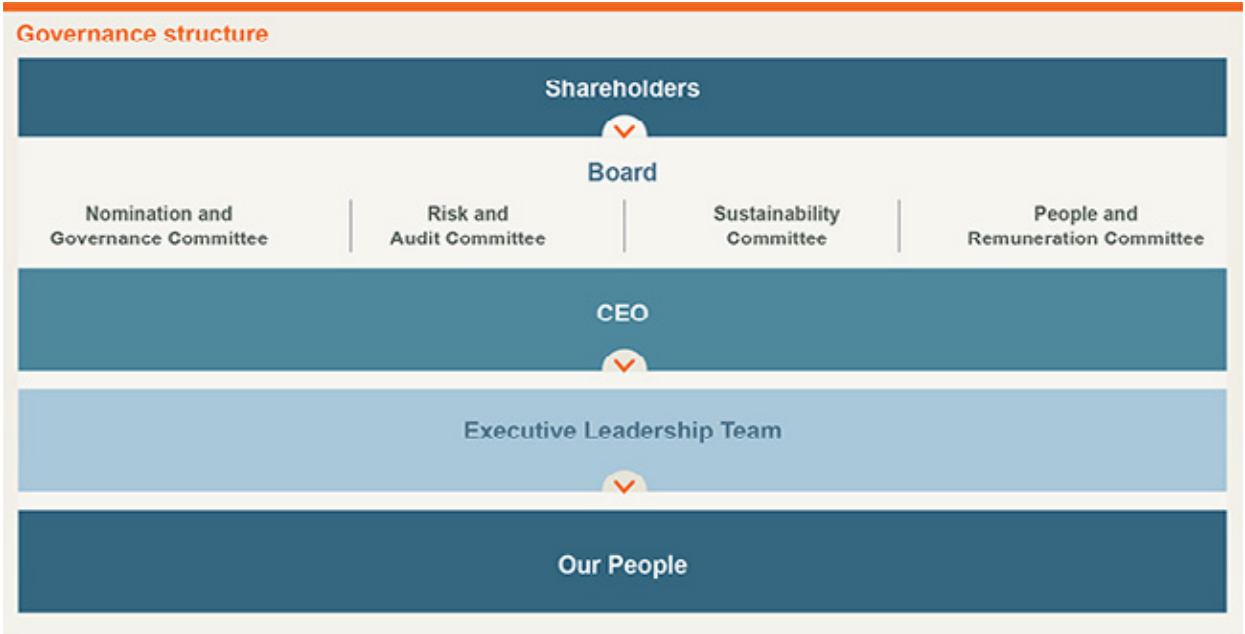 Governance structure
Shareholders
Board
Nomination and
Governance Committee
Risk and
Audit Committee
Sustainability
Committee
People and
Remuneration Committee
CEO
Executive Leadership Team
Our People